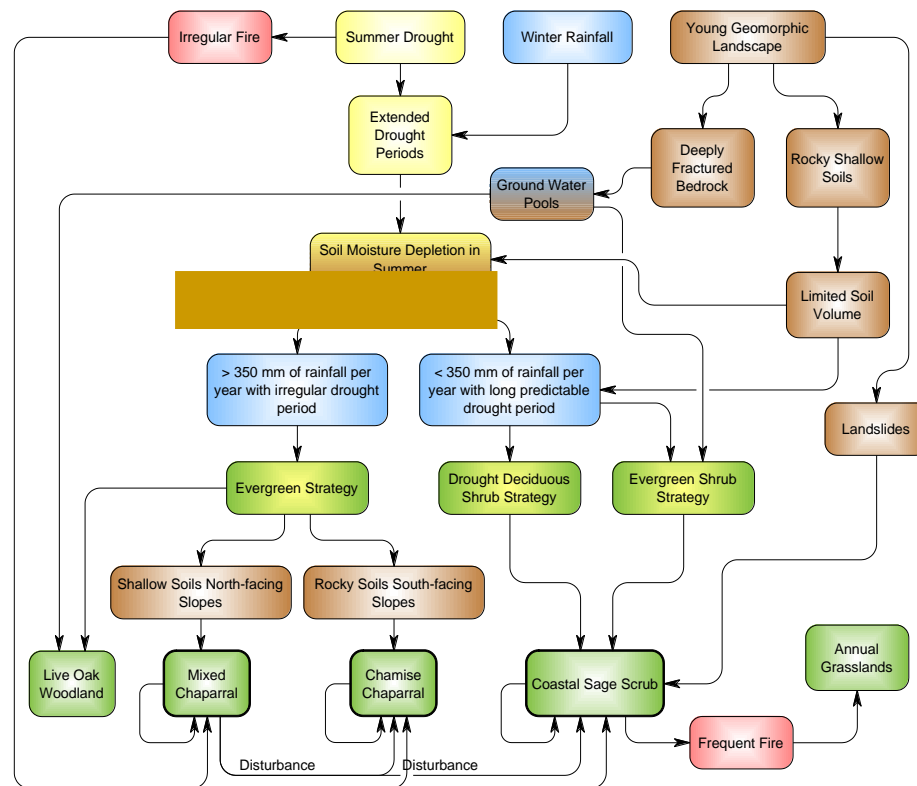 Irregular Fire
Summer Drought
Winter Rainfall
Young Geomorphic
Landscape
Extended
Drought
Periods
Deeply
Fractured
Bedrock
Rocky Shallow
Soils
Ground Water
Pools
Soil Moisture Depletion in
Summer
Limited Soil
Volume
> 350 mm of rainfall per
year with irregular drought
period
< 350 mm of rainfall per
year with long predictable
drought period
Landslides
Evergreen Strategy
Drought Deciduous
Shrub Strategy
Evergreen Shrub
Strategy
Shallow Soils North-facing
Slopes
Rocky Soils South-facing
Slopes
Live Oak
Woodland
Mixed
Chaparral
Chamise
Chaparral
Coastal Sage Scrub
Annual
Grasslands
Frequent Fire
Disturbance
Disturbance